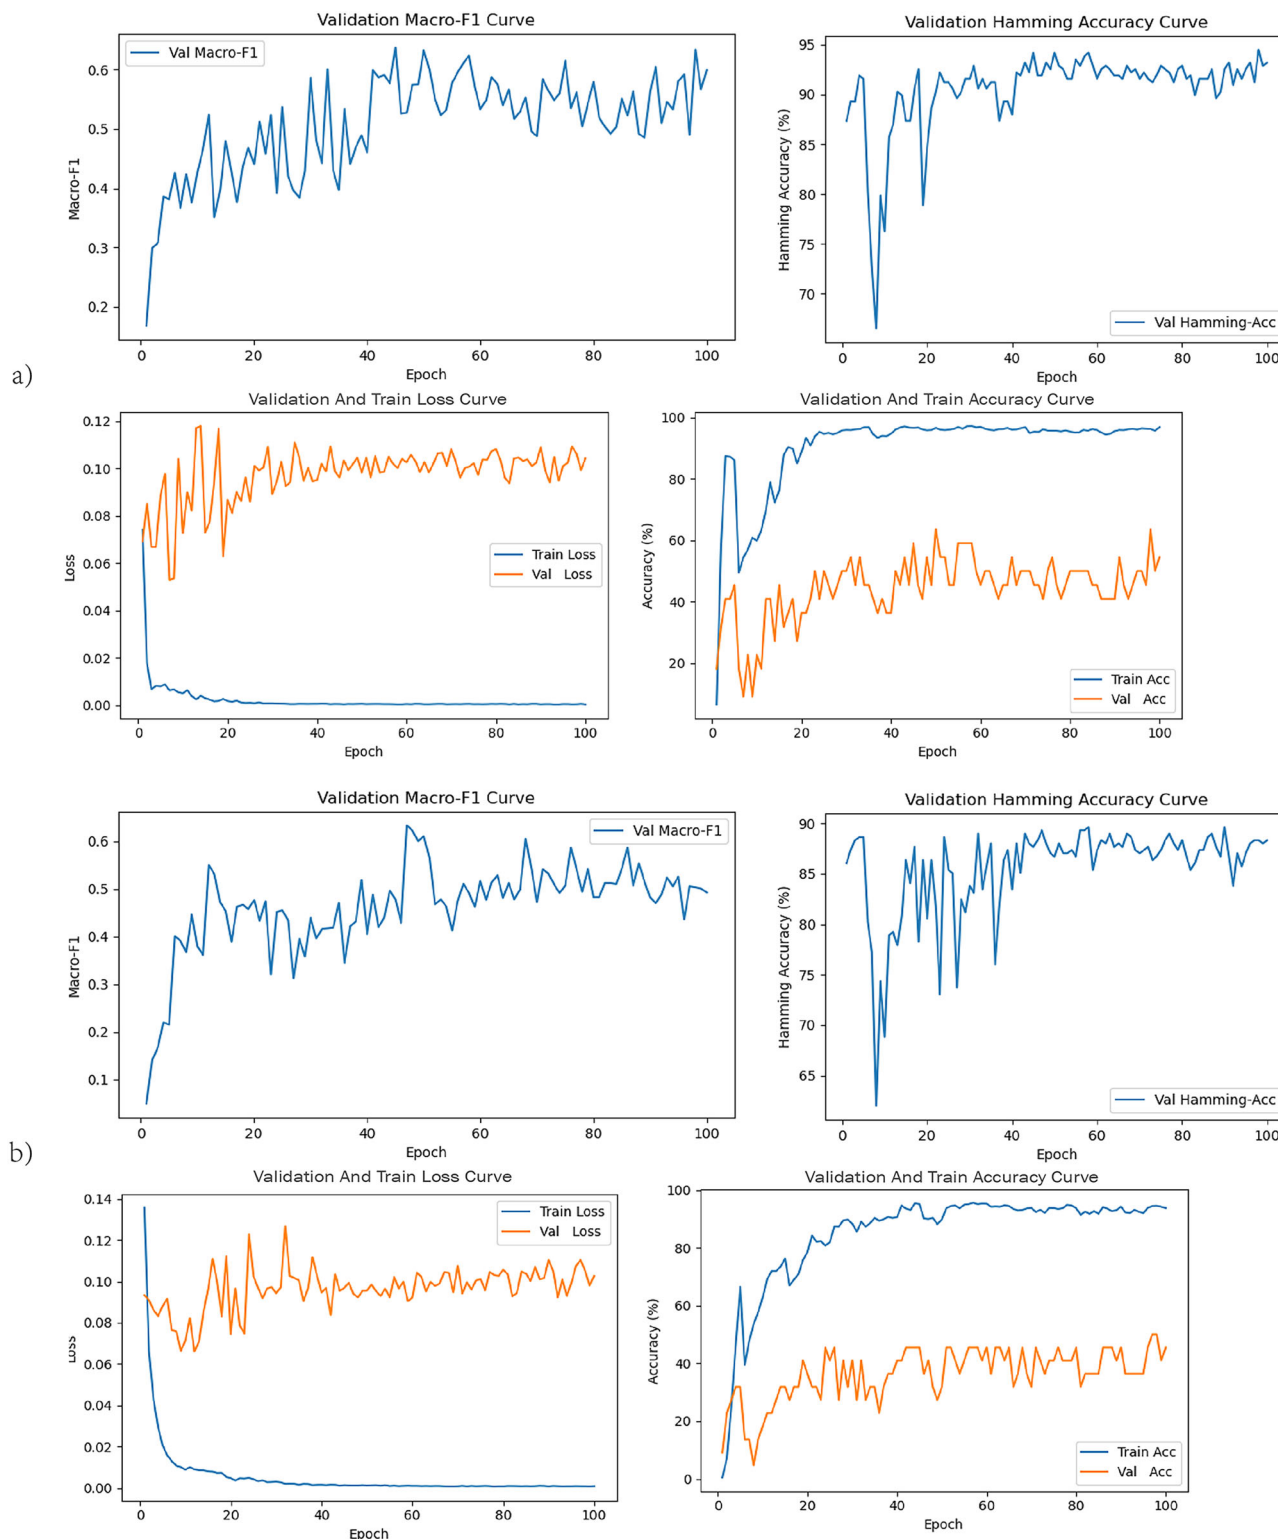 Validation Macro-F1 Curve
Val Macro-F1
Macro-F1
0.6
0.5
0.4
0.3
0.2
0 20 40 60 80 100
Epoch
Validation Hamming Accuracy Curve
Hamming Accuracy (%)
95
90
85
80
75
70
Val Hamming-Acc
0 20 40 60 80 100
Epoch
a)
Validation And Train Loss Curve
Loss
0.12
0.10
0.08
0.06
0.04
0.02
0.00
Train Loss
Val Loss
0 20 40 60 80 100
Epoch
Validation And Train Accuracy Curve
Accuracy (%)
100
80
60
40
20
Train Acc
Val Acc
0 20 40 60 80 100
Epoch
Validation Macro-F1 Curve
Val Macro-F1
Macro-F1
0.6
0.5
0.4
0.3
0.2
0.1
0 20 40 60 80 100
Epoch
Validation Hamming Accuracy Curve
Hamming Accuracy (%)
90
85
80
75
70
65
Val Hamming-Acc
0 20 40 60 80 100
Epoch
b)
Validation And Train Loss Curve
Loss
0.14
0.12
0.10
0.08
0.06
0.04
0.02
0.00
Train Loss
Val Loss
0 20 40 60 80 100
Epoch
Validation And Train Accuracy Curve
Accuracy (%)
100
80
60
40
20
0
Train Acc
Val Acc
0 20 40 60 80 100
Epoch